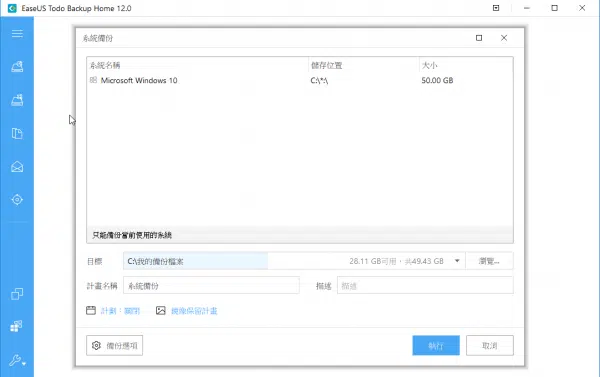 EaseUS Todo Backup Home 12.0
系統備份
系統名稱 儲存位置 大小
Microsoft Windows 10 C:\*:\ 50.00 GB
只能備份當前使用的系統
目標 C:\我的備份檔案 28.11 GB可用，共49.43 GB 瀏覽...
計畫名稱 系統備份 描述 描述
計劃：關閉 鏡像保留計畫
備份選項 執行 取消